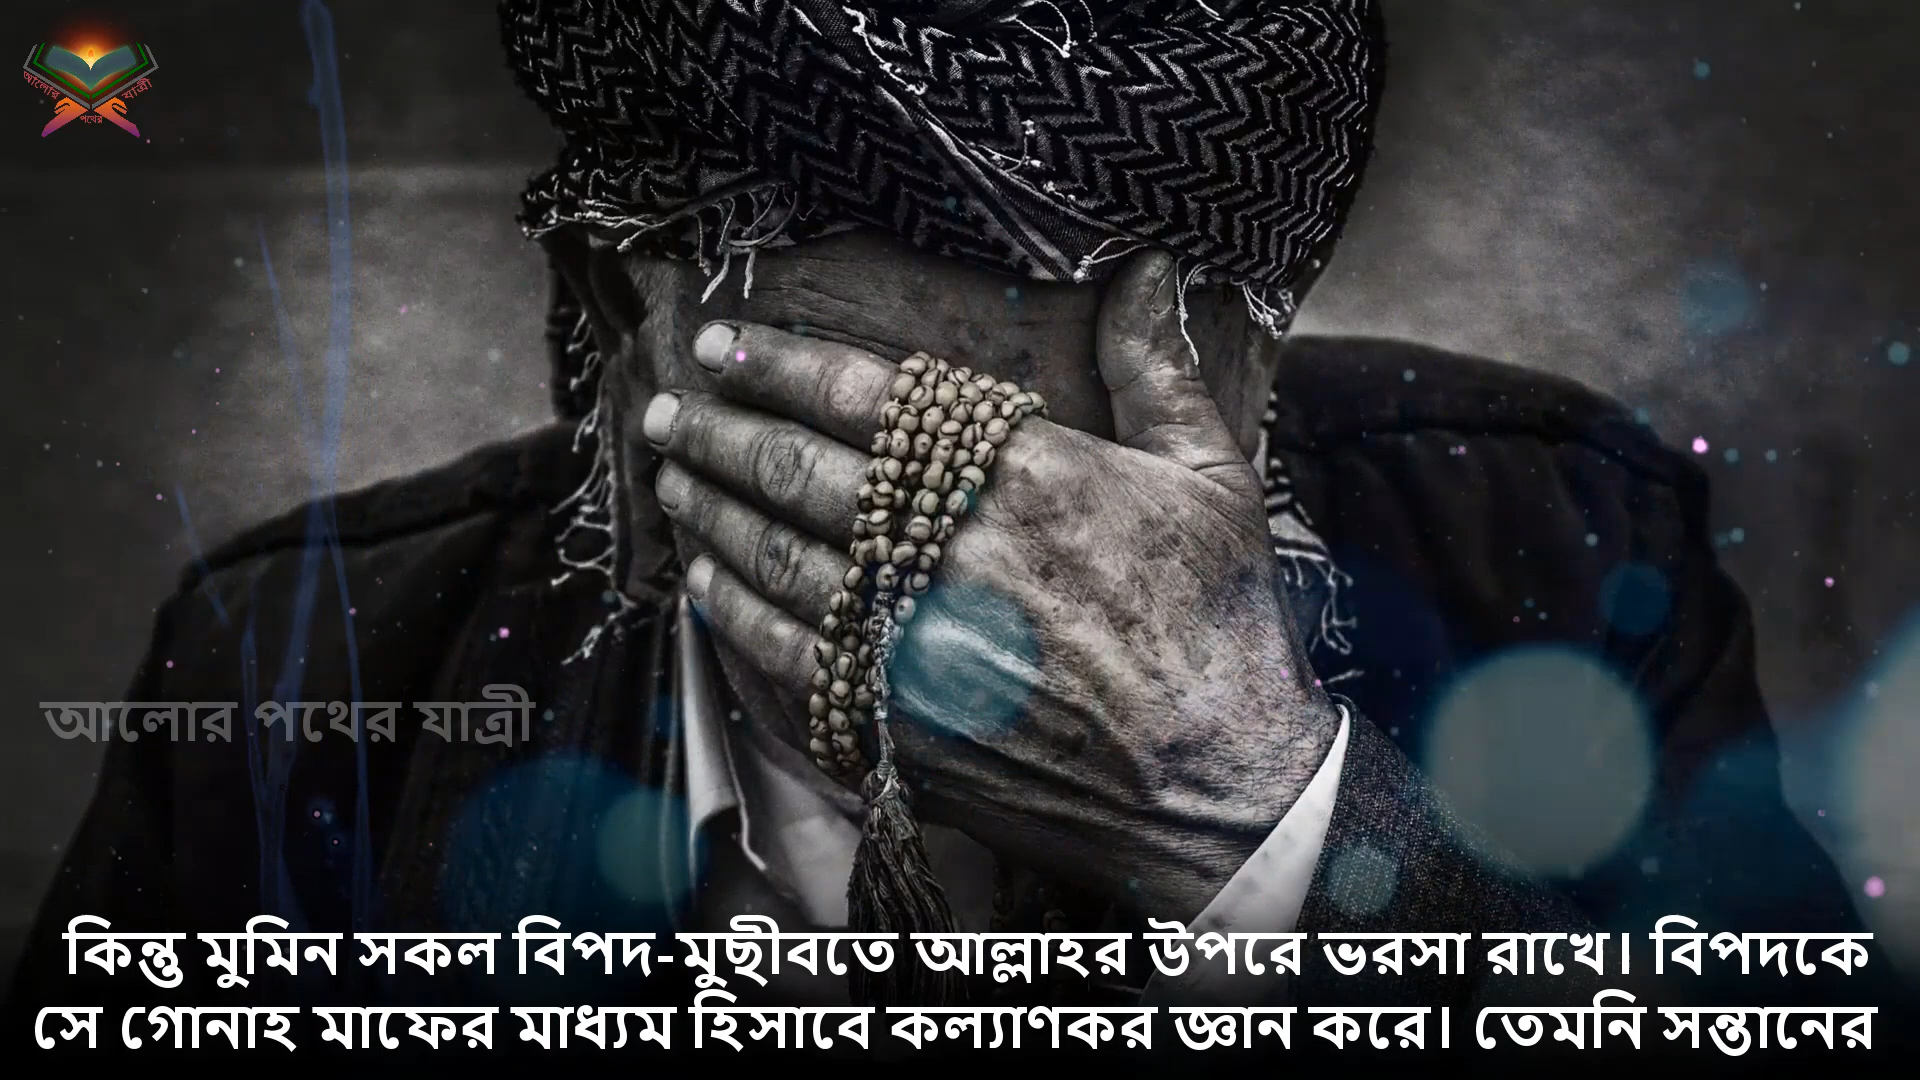 আলোর
পথের
যাত্রী
আলোর পথের যাত্রী
কিন্তু মুমিন সকল বিপদ-মুছীবতে আল্লাহর উপরে ভরসা রাখে। বিপদকে
সে গোনাহ মাফের মাধ্যম হিসাবে কল্যাণকর জ্ঞান করে। তেমনি সন্তানের